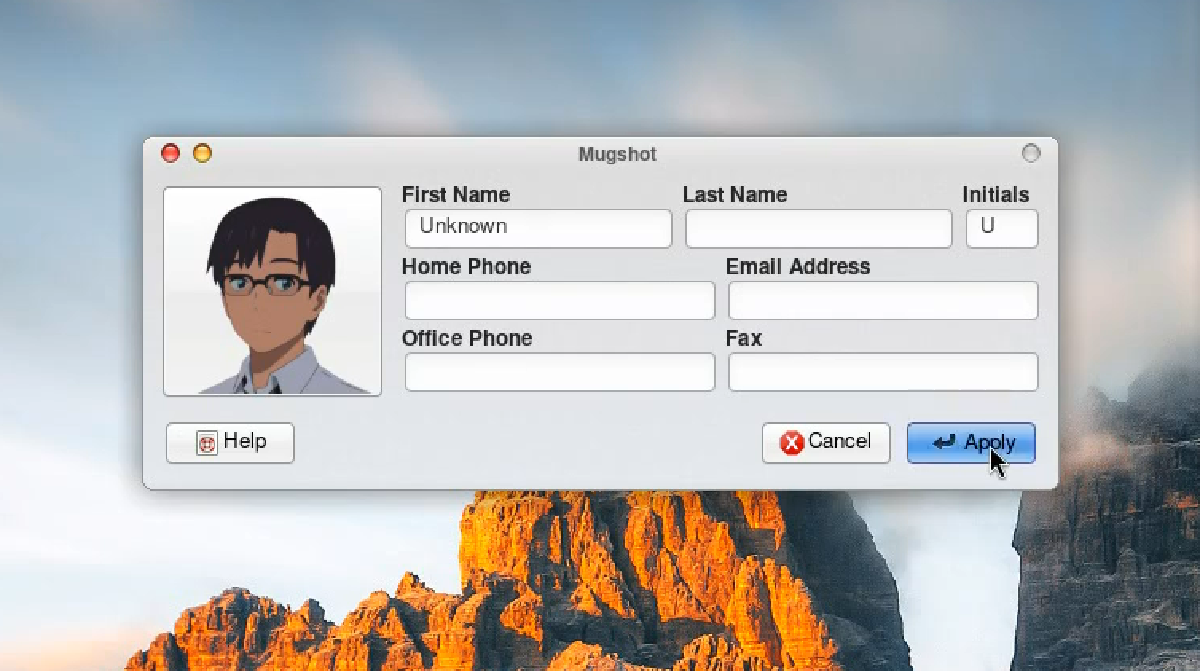 Mugshot
First Name Last Name Initials
Unknown U
Home Phone Email Address
Office Phone Fax
Help Cancel Apply